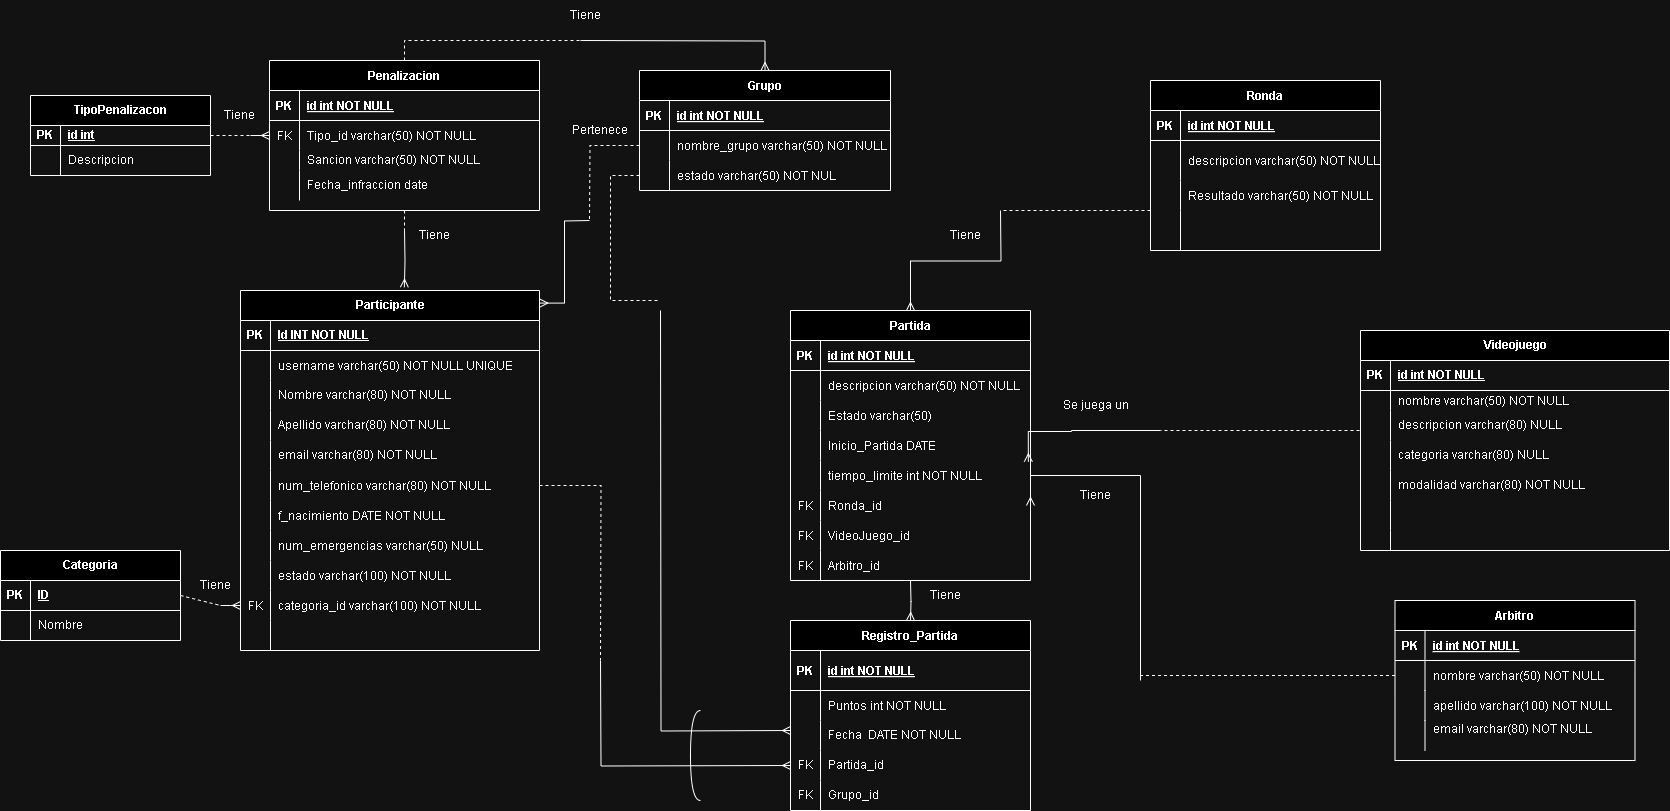 Tiene
Penalizacion
PK id int NOT NULL
FK Tipo_id varchar(50) NOT NULL
Sancion varchar(50) NOT NULL
Fecha_infraccion date
TipoPenalizacon
PK id int
Descripcion
Tiene
Grupo
PK id int NOT NULL
nombre_grupo varchar(50) NOT NULL
estado varchar(50) NOT NUL
Pertenece
Ronda
PK id int NOT NULL
descripcion varchar(50) NOT NULL
Resultado varchar(50) NOT NULL
Tiene
Tiene
Participante
PK Id INT NOT NULL
username varchar(50) NOT NULL UNIQUE
Nombre varchar(80) NOT NULL
Apellido varchar(80) NOT NULL
email varchar(80) NOT NULL
num_telefonico varchar(80) NOT NULL
f_nacimiento DATE NOT NULL
num_emergencias varchar(50) NULL
estado varchar(100) NOT NULL
FK categoria_id varchar(100) NOT NULL
Partida
PK id int NOT NULL
descripcion varchar(50) NOT NULL
Estado varchar(50)
Inicio_Partida DATE
tiempo_limite int NOT NULL
FK Ronda_id
FK VideoJuego_id
FK Arbitro_id
Se juega un
Tiene
Videojuego
PK id int NOT NULL
nombre varchar(50) NOT NULL
descripcion varchar(80) NULL
categoria varchar(80) NULL
modalidad varchar(80) NOT NULL
Categoria
PK ID
Nombre
Tiene
Tiene
Registro_Partida
PK id int NOT NULL
Puntos int NOT NULL
Fecha  DATE NOT NULL
FK Partida_id
FK Grupo_id
Arbitro
PK id int NOT NULL
nombre varchar(50) NOT NULL
apellido varchar(100) NOT NULL
email varchar(80) NOT NULL